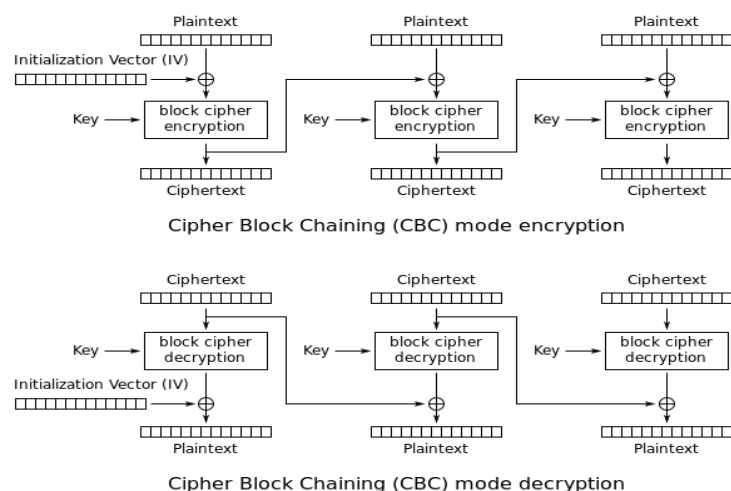 Plaintext Plaintext Plaintext
Initialization Vector (IV)
Key block cipher encryption Key block cipher encryption Key block cipher encryption
Ciphertext Ciphertext Ciphertext
Cipher Block Chaining (CBC) mode encryption
Ciphertext Ciphertext Ciphertext
Key block cipher decryption Key block cipher decryption Key block cipher decryption
Initialization Vector (IV)
Plaintext Plaintext Plaintext
Cipher Block Chaining (CBC) mode decryption